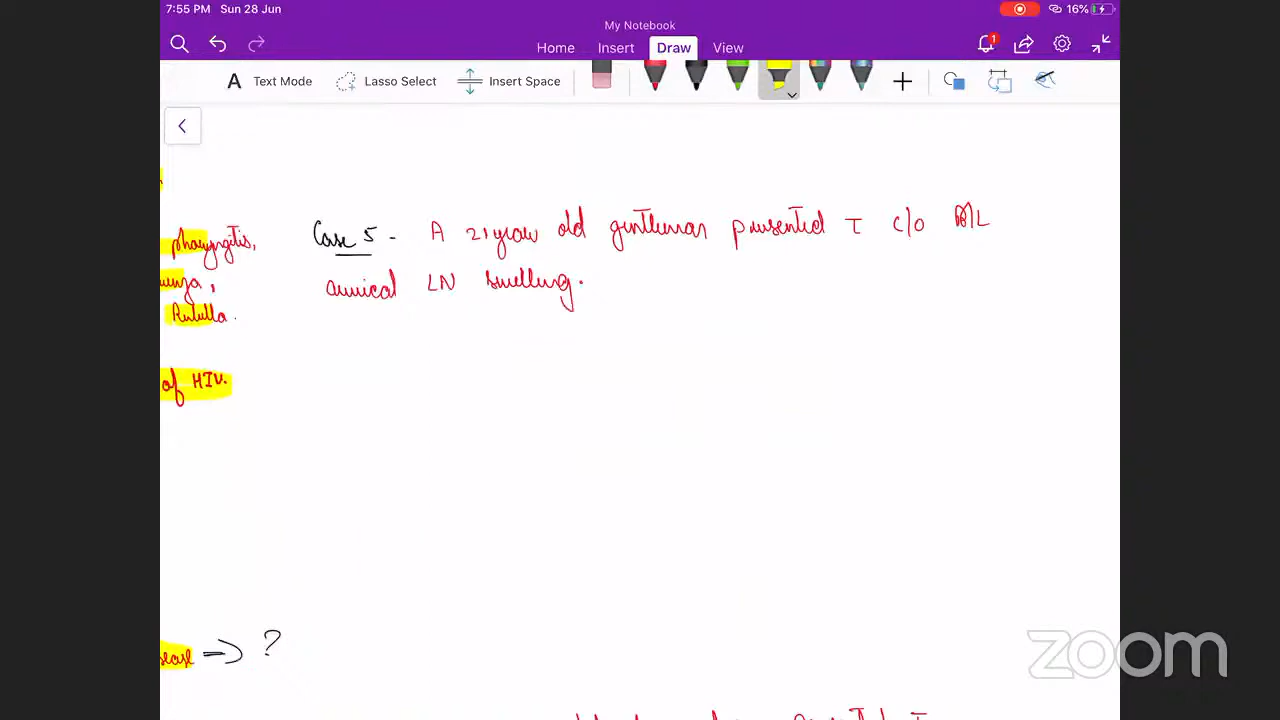 7:55 PM Sun 28 Jun
16%
My Notebook
Home Insert Draw View
1
A Text Mode Lasso Select Insert Space
pharyngitis,
Case 5 - A 21 year old gentleman presented c C/O B/L
cervical LN swelling.
Rubella.
of HIV.
⇒ ?
zoom